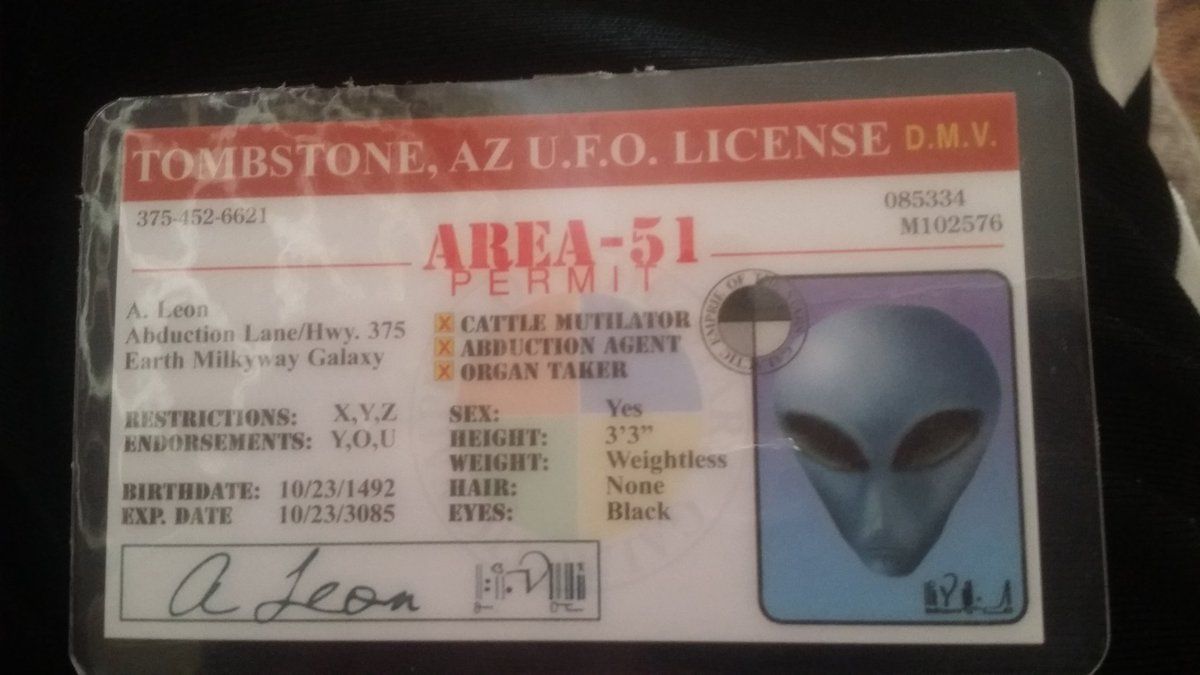 TOMBSTONE, AZ U.F.O. LICENSE D.M.V.
375-452-6621
085334
M102576
AREA-51
PERMIT
A. Leon
Abduction Lane/Hwy. 375
Earth Milkyway Galaxy
X CATTLE MUTILATOR
X ABDUCTION AGENT
X ORGAN TAKER
RESTRICTIONS: X,Y,Z
ENDORSEMENTS: Y,O,U
BIRTHDATE: 10/23/1492
EXP. DATE 10/23/3085
SEX: Yes
HEIGHT: 3'3”
WEIGHT: Weightless
HAIR: None
EYES: Black
A Leon